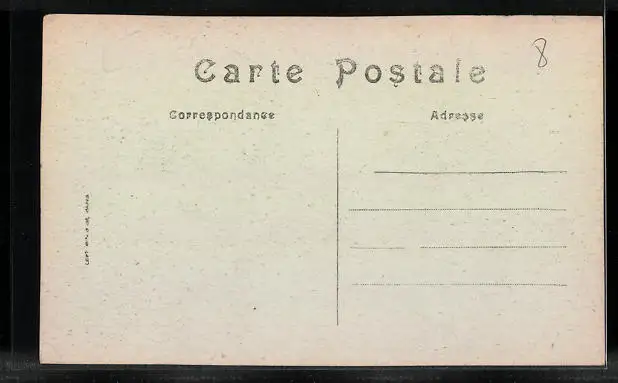 8
Carte Postale
Correspondance
Adresse